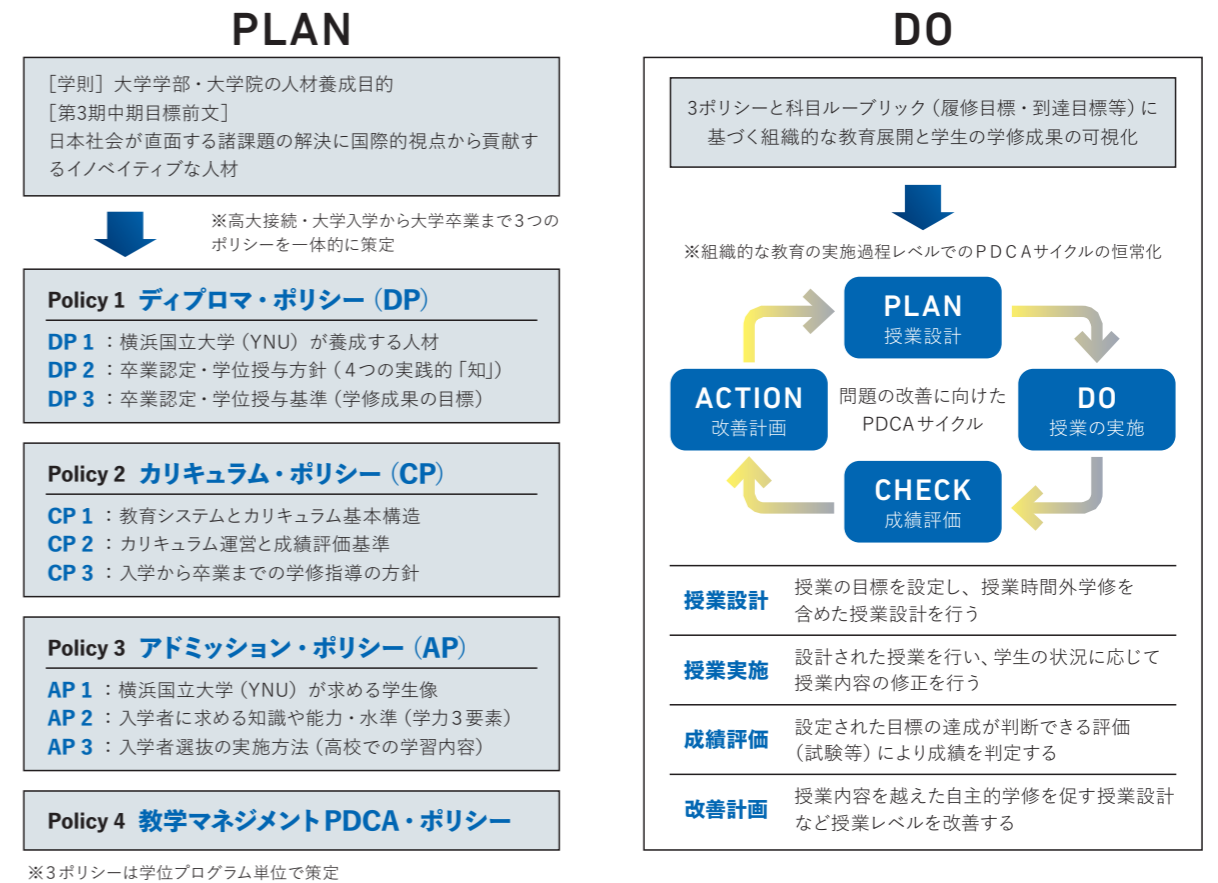 PLAN
[学則] 大学学部・大学院の人材養成目的
[第3期中期目標前文]
日本社会が直面する諸課題の解決に国際的視点から貢献す
るイノベイティブな人材
※高大接続・大学入学から大学卒業まで3つの
ポリシーを一体的に策定
Policy 1 ディプロマ・ポリシー(DP)
DP 1:横浜国立大学(YNU)が養成する人材
DP 2:卒業認定・学位授与方針(4つの実践的「知」)
DP 3:卒業認定・学位授与基準(学修成果の目標)
Policy 2 カリキュラム・ポリシー(CP)
CP 1:教育システムとカリキュラム基本構造
CP 2:カリキュラム運営と成績評価基準
CP 3:入学から卒業までの学修指導の方針
Policy 3 アドミッション・ポリシー(AP)
AP 1:横浜国立大学(YNU)が求める学生像
AP 2:入学者に求める知識や能力・水準(学力3要素)
AP 3:入学者選抜の実施方法(高校での学習内容)
Policy 4 教学マネジメントPDCA・ポリシー
※3ポリシーは学位プログラム単位で策定
DO
3ポリシーと科目ルーブリック(履修目標・到達目標等)に
基づく組織的な教育展開と学生の学修成果の可視化
※組織的な教育の実施過程レベルでのPDCAサイクルの恒常化
PLAN
授業設計
ACTION
改善計画
問題の改善に向けた
PDCAサイクル
DO
授業の実施
CHECK
成績評価
授業設計
授業の目標を設定し、授業時間外学修を
含めた授業設計を行う
授業実施
設計された授業を行い、学生の状況に応じて
授業内容の修正を行う
成績評価
設定された目標の達成が判断できる評価
(試験等)により成績を判定する
改善計画
授業内容を越えた自主的学修を促す授業設計
など授業レベルを改善する